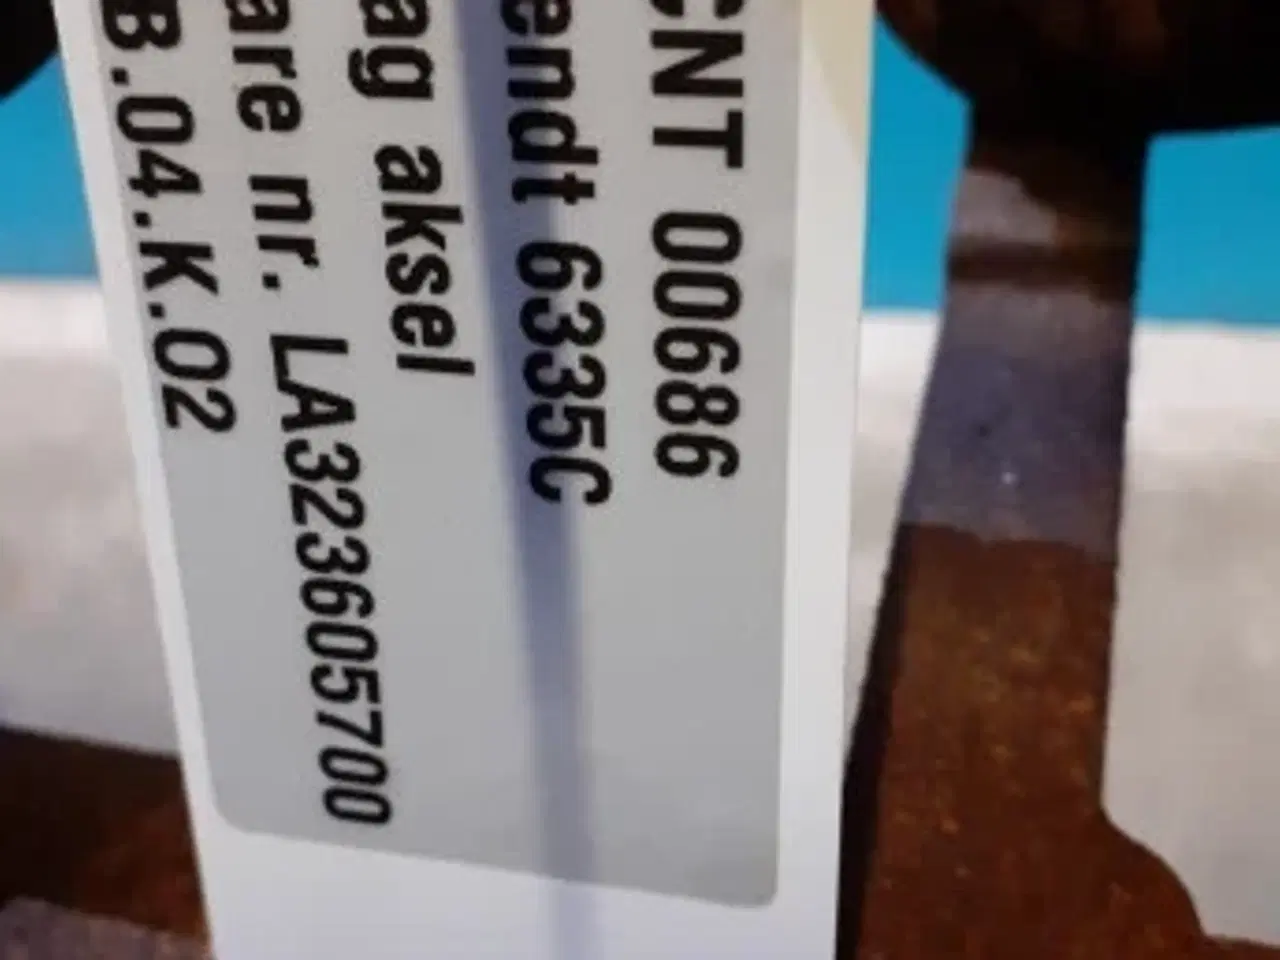 CNT 00686
endt 6335C
ag aksel
are nr. LA323605700
B.04.K.02